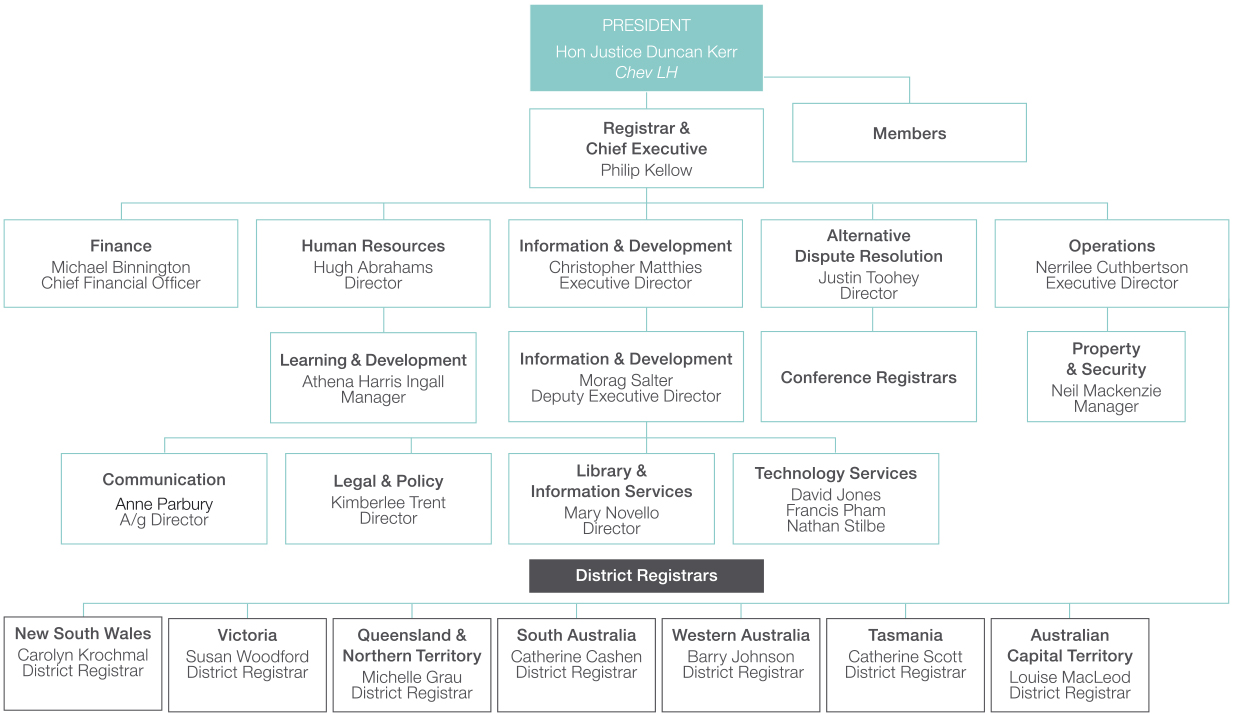 PRESIDENT
Hon Justice Duncan Kerr
Chev LH
Registrar &
Chief Executive
Philip Kellow
Members
Finance
Michael Binnington
Chief Financial Officer
Human Resources
Hugh Abrahams
Director
Information & Development
Christopher Matthies
Executive Director
Alternative
Dispute Resolution
Justin Toohey
Director
Operations
Nerrilee Cuthbertson
Executive Director
Learning & Development
Athena Harris Ingall
Manager
Information & Development
Morag Salter
Deputy Executive Director
Conference Registrars
Property
& Security
Neil Mackenzie
Manager
Communication
Anne Parbury
A/g Director
Legal & Policy
Kimberlee Trent
Director
Library &
Information Services
Mary Novello
Director
Technology Services
David Jones
Francis Pham
Nathan Stilbe
District Registrars
New South Wales
Carolyn Krochmal
District Registrar
Victoria
Susan Woodford
District Registrar
Queensland &
Northern Territory
Michelle Grau
District Registrar
South Australia
Catherine Cashen
District Registrar
Western Australia
Barry Johnson
District Registrar
Tasmania
Catherine Scott
District Registrar
Australian
Capital Territory
Louise MacLeod
District Registrar